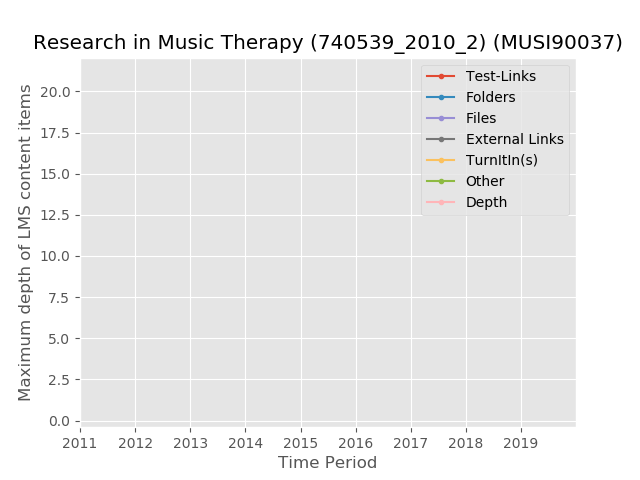 Research in Music Therapy (740539_2010_2) (MUSI90037)
Test-Links
Folders
Files
External Links
TurnItIn(s)
Other
Depth
Maximum depth of LMS content items
20.0
17.5
15.0
12.5
10.0
7.5
5.0
2.5
0.0
2011 2012 2013 2014 2015 2016 2017 2018 2019
Time Period